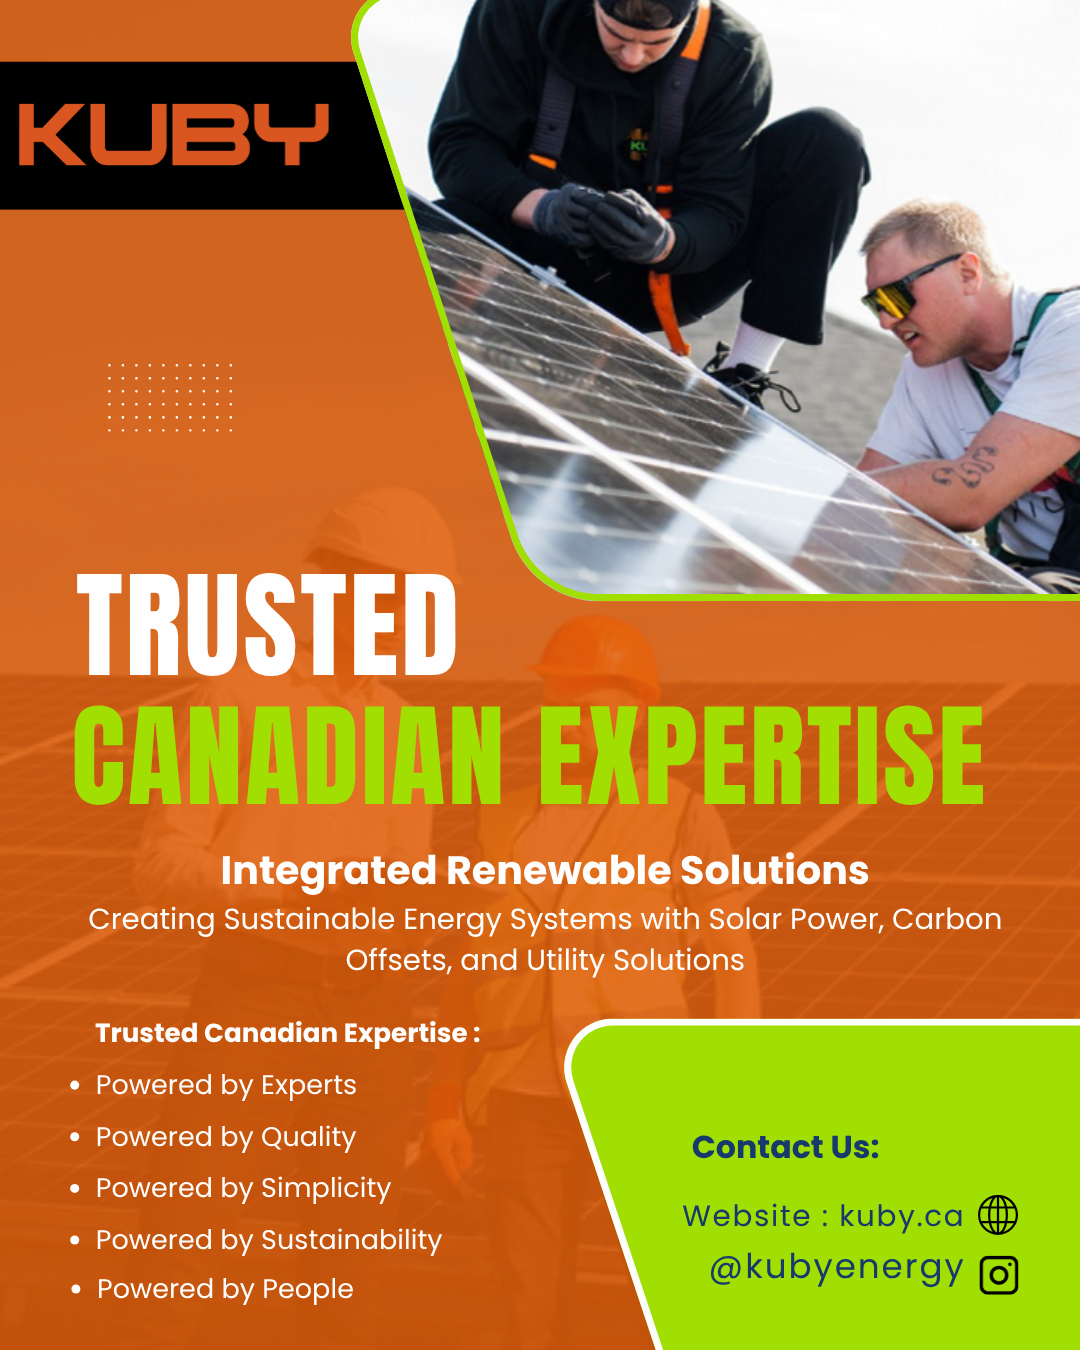 KUBY
TRUSTED
CANADIAN EXPERTISE
Integrated Renewable Solutions
Creating Sustainable Energy Systems with Solar Power, Carbon
Offsets, and Utility Solutions
Trusted Canadian Expertise :
• Powered by Experts
• Powered by Quality
• Powered by Simplicity
• Powered by Sustainability
• Powered by People
Contact Us:
Website : kuby.ca
@kubyenergy